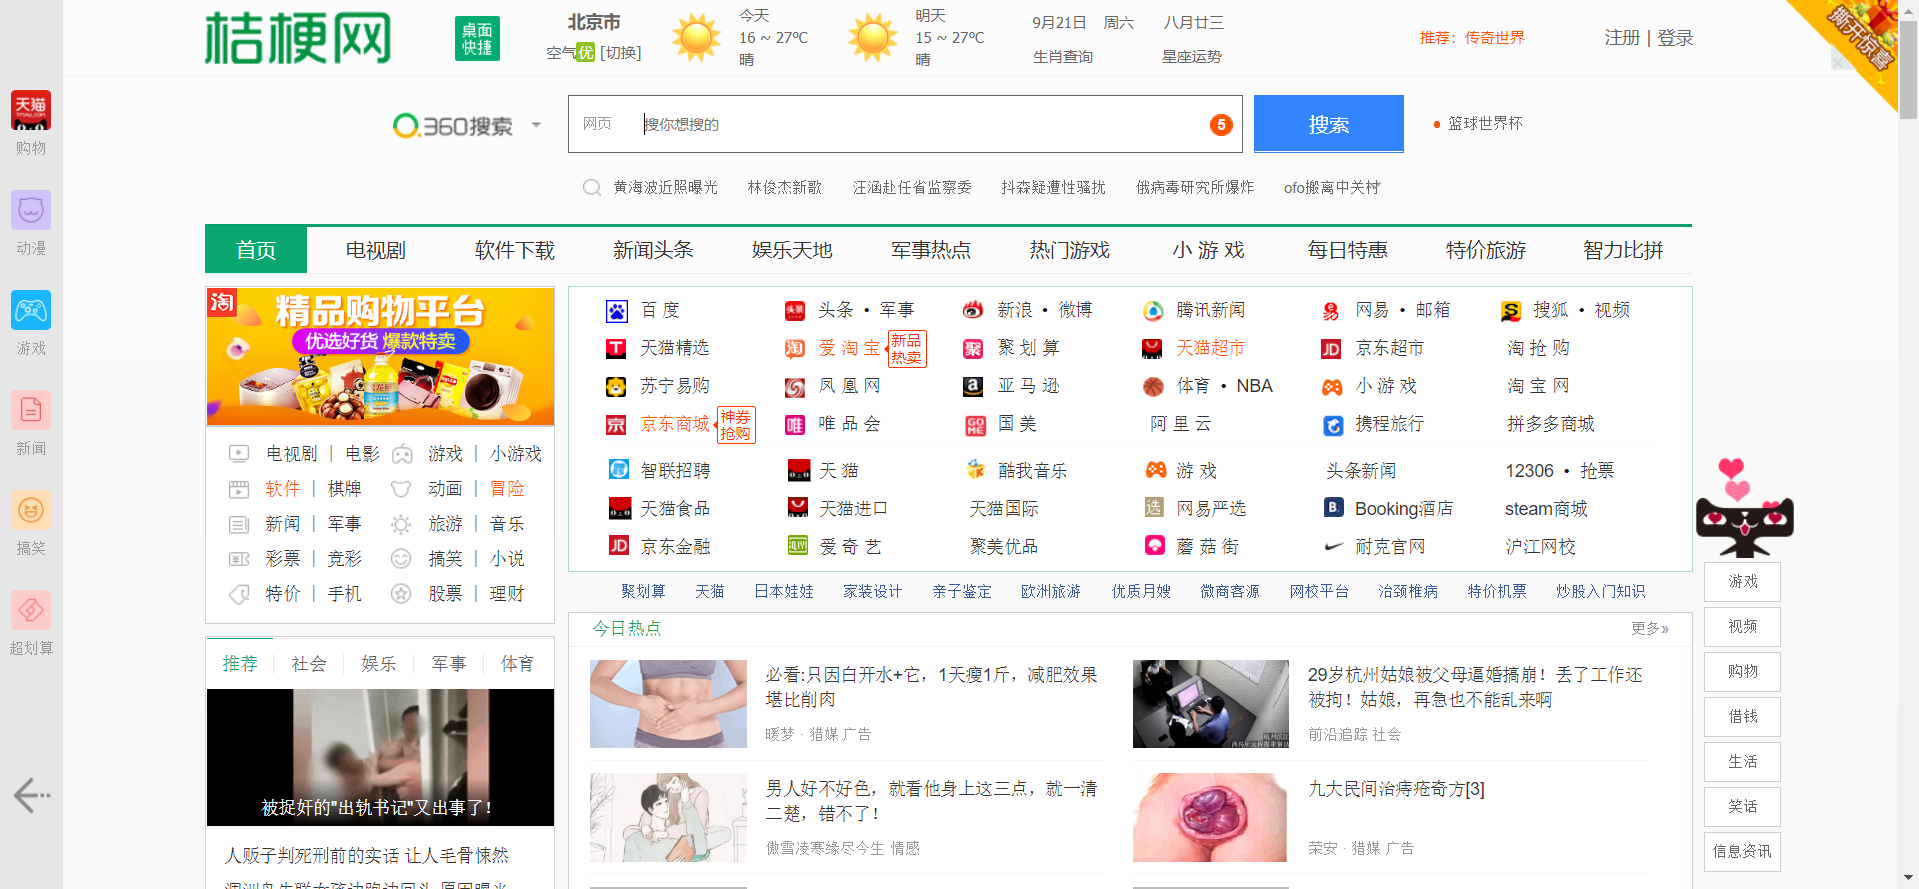 桔梗网
桌面
快捷
北京市
空气优 [切换]
今天
16 ~ 27℃
晴
明天
15 ~ 27℃
晴
9月21日 周六 八月廿三
生肖查询 星座运势
推荐：传奇世界
注册 | 登录
撕开惊喜
天猫
TMALL.COM
购物
动漫
游戏
新闻
搞笑
超划算
360搜索
网页
搜你想搜的
5
搜索
篮球世界杯
黄海波近照曝光 林俊杰新歌 汪涵赴任省监察委 抖森疑遭性骚扰 俄病毒研究所爆炸 ofo搬离中关村
首页 电视剧 软件下载 新闻头条 娱乐天地 军事热点 热门游戏 小 游 戏 每日特惠 特价旅游 智力比拼
淘
精品购物平台
优选好货 爆款特卖
电视剧 | 电影 游戏 | 小游戏
软件 | 棋牌 动画 | 冒险
新闻 | 军事 旅游 | 音乐
彩票 | 竞彩 搞笑 | 小说
特价 | 手机 股票 | 理财
百 度 头条 • 军事 新浪 • 微博 腾讯新闻 网易 • 邮箱 搜狐 • 视频
天猫精选 爱 淘 宝 新品热卖 聚 划 算 天猫超市 京东超市 淘 抢 购
苏宁易购 凤 凰 网 亚 马 逊 体育 • NBA 小 游 戏 淘 宝 网
京东商城 神券抢购 唯 品 会 国 美 阿 里 云 携程旅行 拼多多商城
智联招聘 天 猫 酷我音乐 游 戏 头条新闻 12306 • 抢票
天猫食品 天猫进口 天猫国际 网易严选 Booking酒店 steam商城
京东金融 爱 奇 艺 聚美优品 蘑 菇 街 耐克官网 沪江网校
聚划算 天猫 日本娃娃 家装设计 亲子鉴定 欧洲旅游 优质月嫂 微商客源 网校平台 治颈椎病 特价机票 炒股入门知识
推荐 社会 娱乐 军事 体育
被捉奸的"出轨书记"又出事了！
人贩子判死刑前的实话 让人毛骨悚然
今日热点
更多»
必看:只因白开水+它，1天瘦1斤，减肥效果
堪比削肉
暖梦 · 猎媒 广告
29岁杭州姑娘被父母逼婚搞崩！丢了工作还
被拘！姑娘，再急也不能乱来啊
前沿追踪 社会
男人好不好色，就看他身上这三点，就一清
二楚，错不了！
傲雪凌寒缘尽今生 情感
九大民间治痔疮奇方[3]
荣安 · 猎媒 广告
游戏
视频
购物
借钱
生活
笑话
信息资讯